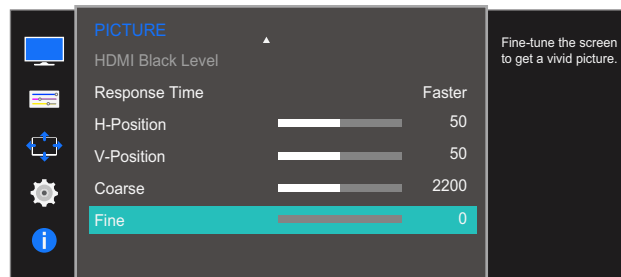 PICTURE
HDMI Black Level
Response Time Faster
H-Position 50
V-Position 50
Coarse 2200
Fine 0
Fine-tune the screen
to get a vivid picture.